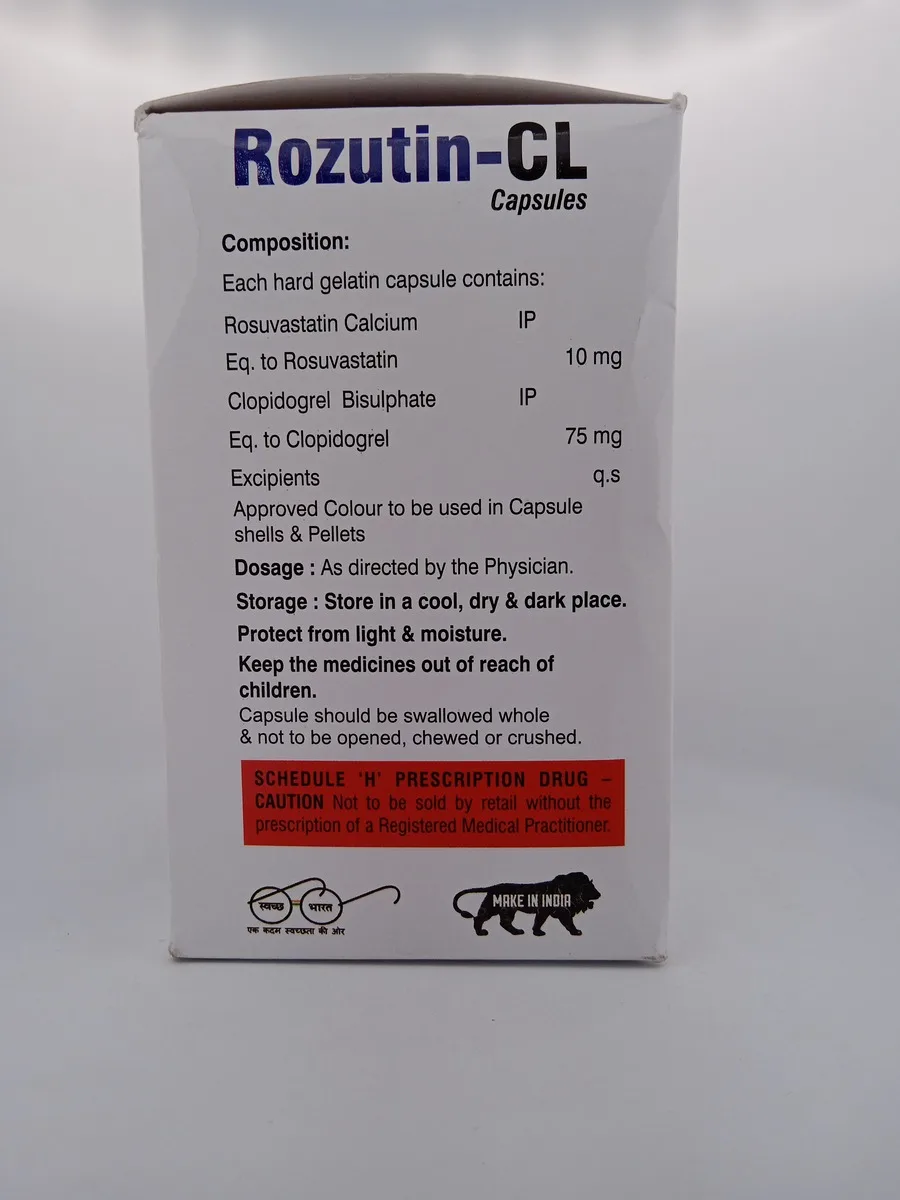 Rozutin-CL
Capsules
Composition:
Each hard gelatin capsule contains:
Rosuvastatin Calcium IP
Eq. to Rosuvastatin 10 mg
Clopidogrel Bisulphate IP
Eq. to Clopidogrel 75 mg
Excipients q.s
Approved Colour to be used in Capsule
shells & Pellets
Dosage : As directed by the Physician.
Storage : Store in a cool, dry & dark place.
Protect from light & moisture.
Keep the medicines out of reach of
children.
Capsule should be swallowed whole
& not to be opened, chewed or crushed.
SCHEDULE 'H' PRESCRIPTION DRUG –
CAUTION Not to be sold by retail without the
prescription of a Registered Medical Practitioner.
स्वच्छ भारत
एक कदम स्वच्छता की ओर
MAKE IN INDIA